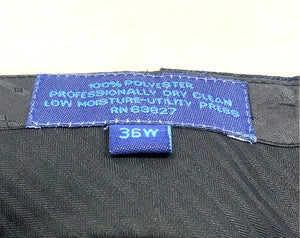 100% POLYESTER
PROFESSIONALLY DRY CLEAN
LOW MOISTURE-UTILITY PRESS
RN 63827
36W